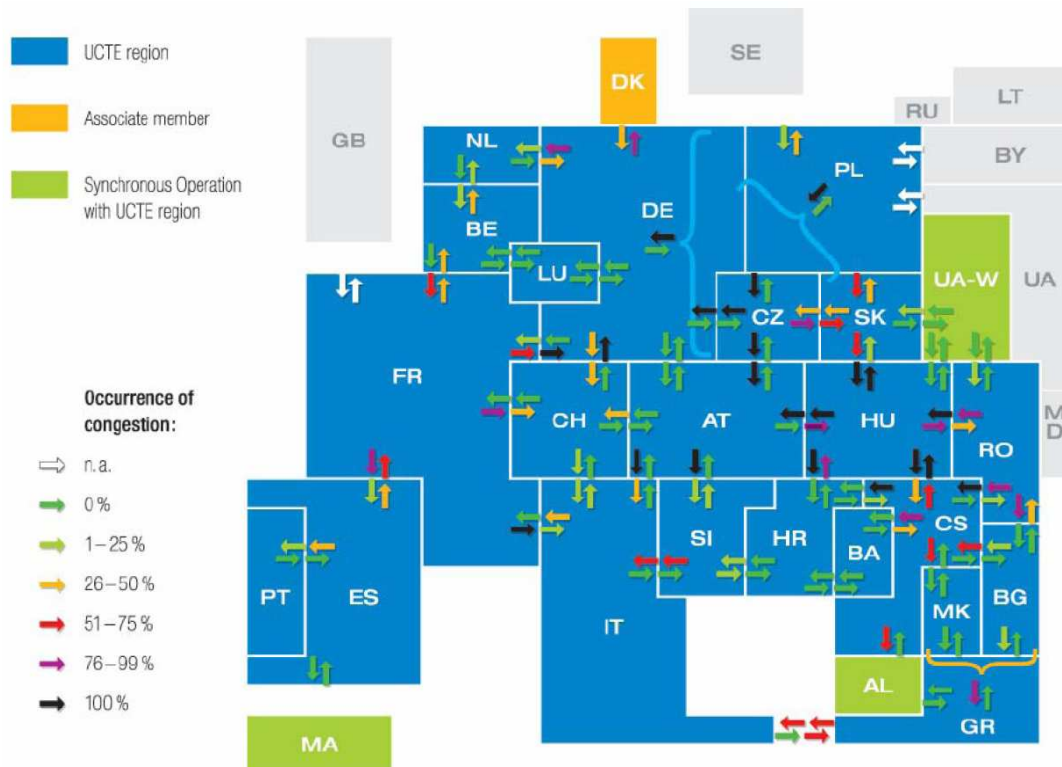 UCTE region
Associate member
Synchronous Operation
with UCTE region
SE
DK
GB
RU
LT
BY
NL
PL
DE
BE
LU
UA-W
UA
CZ
SK
FR
M
D
Occurrence of
congestion:
n.a.
0 %
1–25 %
26–50 %
51–75 %
76–99 %
100 %
CH
AT
HU
RO
CS
SI
HR
BA
PT
ES
IT
MK
BG
AL
GR
MA